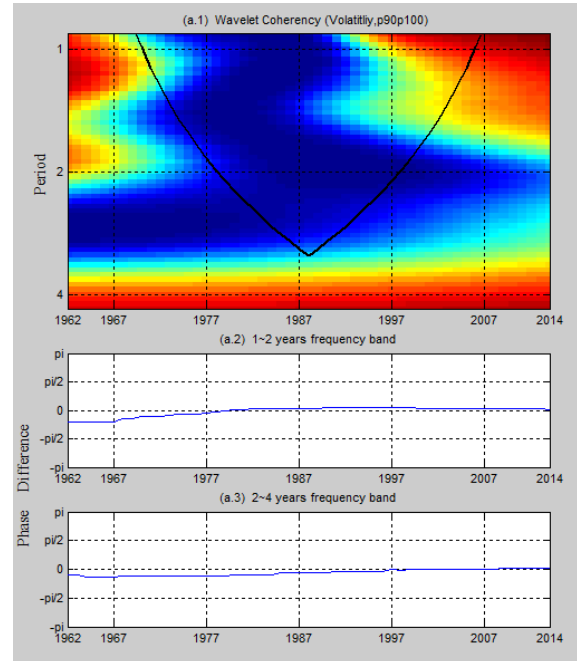 (a.1) Wavelet Coherency (Volatitliy,p90p100)
1
2
4
Period
1962 1967 1977 1987 1997 2007 2014
(a.2) 1~2 years frequency band
pi
pi/2
0
-pi/2
-pi
1962 1967 1977 1987 1997 2007 2014
(a.3) 2~4 years frequency band
pi
pi/2
0
-pi/2
-pi
1962 1967 1977 1987 1997 2007 2014
Phase Difference